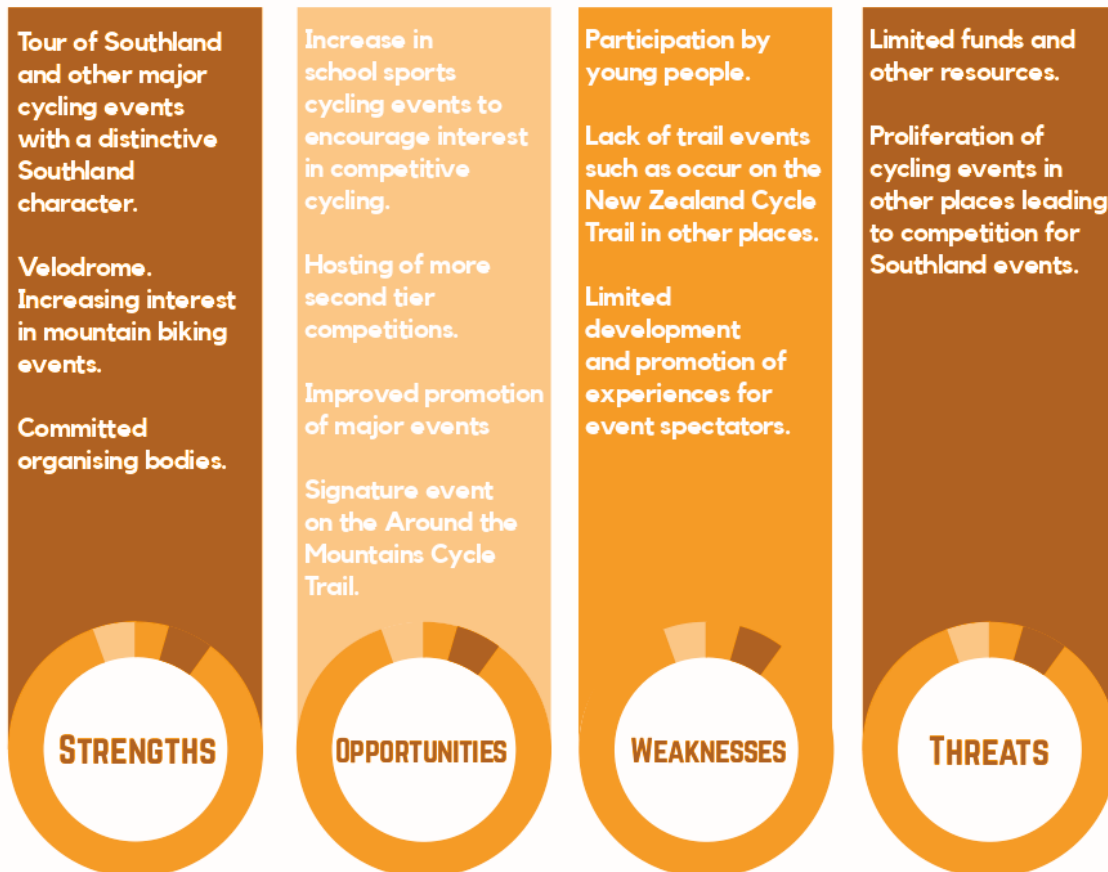 Tour of Southland
and other major
cycling events
with a distinctive
Southland
character.
Velodrome.
Increasing interest
in mountain biking
events.
Committed
organising bodies.
STRENGTHS
Increase in
school sports
cycling events to
encourage interest
in competitive
cycling.
Hosting of more
second tier
competitions.
Improved promotion
of major events
Signature event
on the Around the
Mountains Cycle
Trail.
OPPORTUNITIES
Participation by
young people.
Lack of trail events
such as occur on the
New Zealand Cycle
Trail in other places.
Limited
development
and promotion of
experiences for
event spectators.
WEAKNESSES
Limited funds and
other resources.
Proliferation of
cycling events in
other places leading
to competition for
Southland events.
THREATS